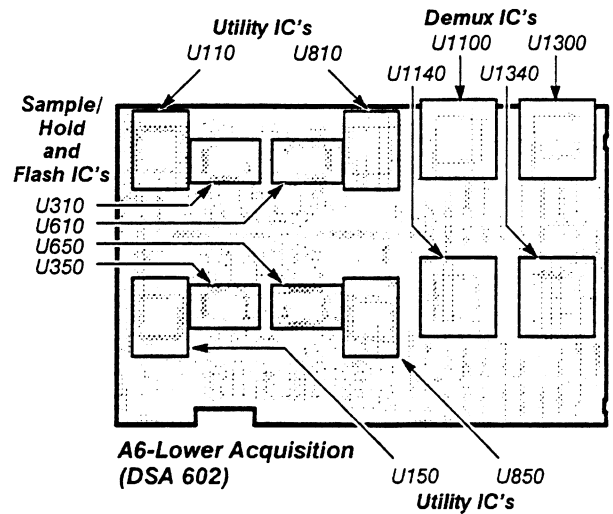 Utility IC's
U110 U810
Demux IC's
U1100 U1300
U1140 U1340
Sample/
Hold
and
Flash IC's
U310
U610
U650
U350
A6-Lower Acquisition
(DSA 602)
U150 U850
Utility IC's